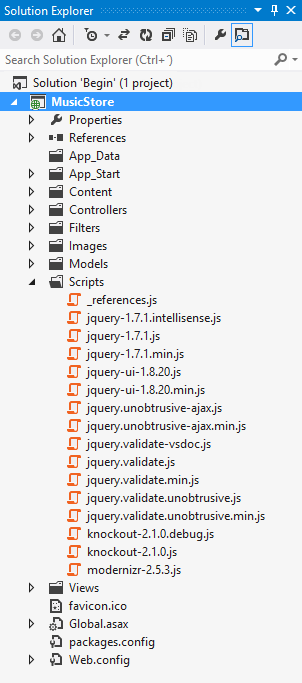 Solution Explorer
Search Solution Explorer (Ctrl+´)
Solution 'Begin' (1 project)
MusicStore
Properties
References
App_Data
App_Start
Content
Controllers
Filters
Images
Models
Scripts
_references.js
jquery-1.7.1.intellisense.js
jquery-1.7.1.js
jquery-1.7.1.min.js
jquery-ui-1.8.20.js
jquery-ui-1.8.20.min.js
jquery.unobtrusive-ajax.js
jquery.unobtrusive-ajax.min.js
jquery.validate-vsdoc.js
jquery.validate.js
jquery.validate.min.js
jquery.validate.unobtrusive.js
jquery.validate.unobtrusive.min.js
knockout-2.1.0.debug.js
knockout-2.1.0.js
modernizr-2.5.3.js
Views
favicon.ico
Global.asax
packages.config
Web.config